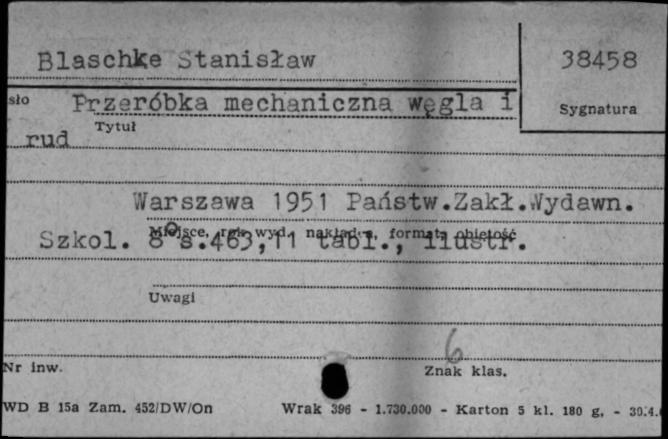 Blaschke Stanisław
38458
sło Przeróbka mechaniczna węgla i
Sygnatura
Tytuł
rud
Warszawa 1951 Państw.Zakł.Wydawn.
Miejsce, rok wyd., nakładca, format, objętość
Szkol. 8° s.463,11 tabl., ilustr.
Uwagi
6
Nr inw.
Znak klas.
WD B 15a Zam. 452/DW/On Wrak 396 - 1.730.000 - Karton 5 kl. 180 g. - 30.4.